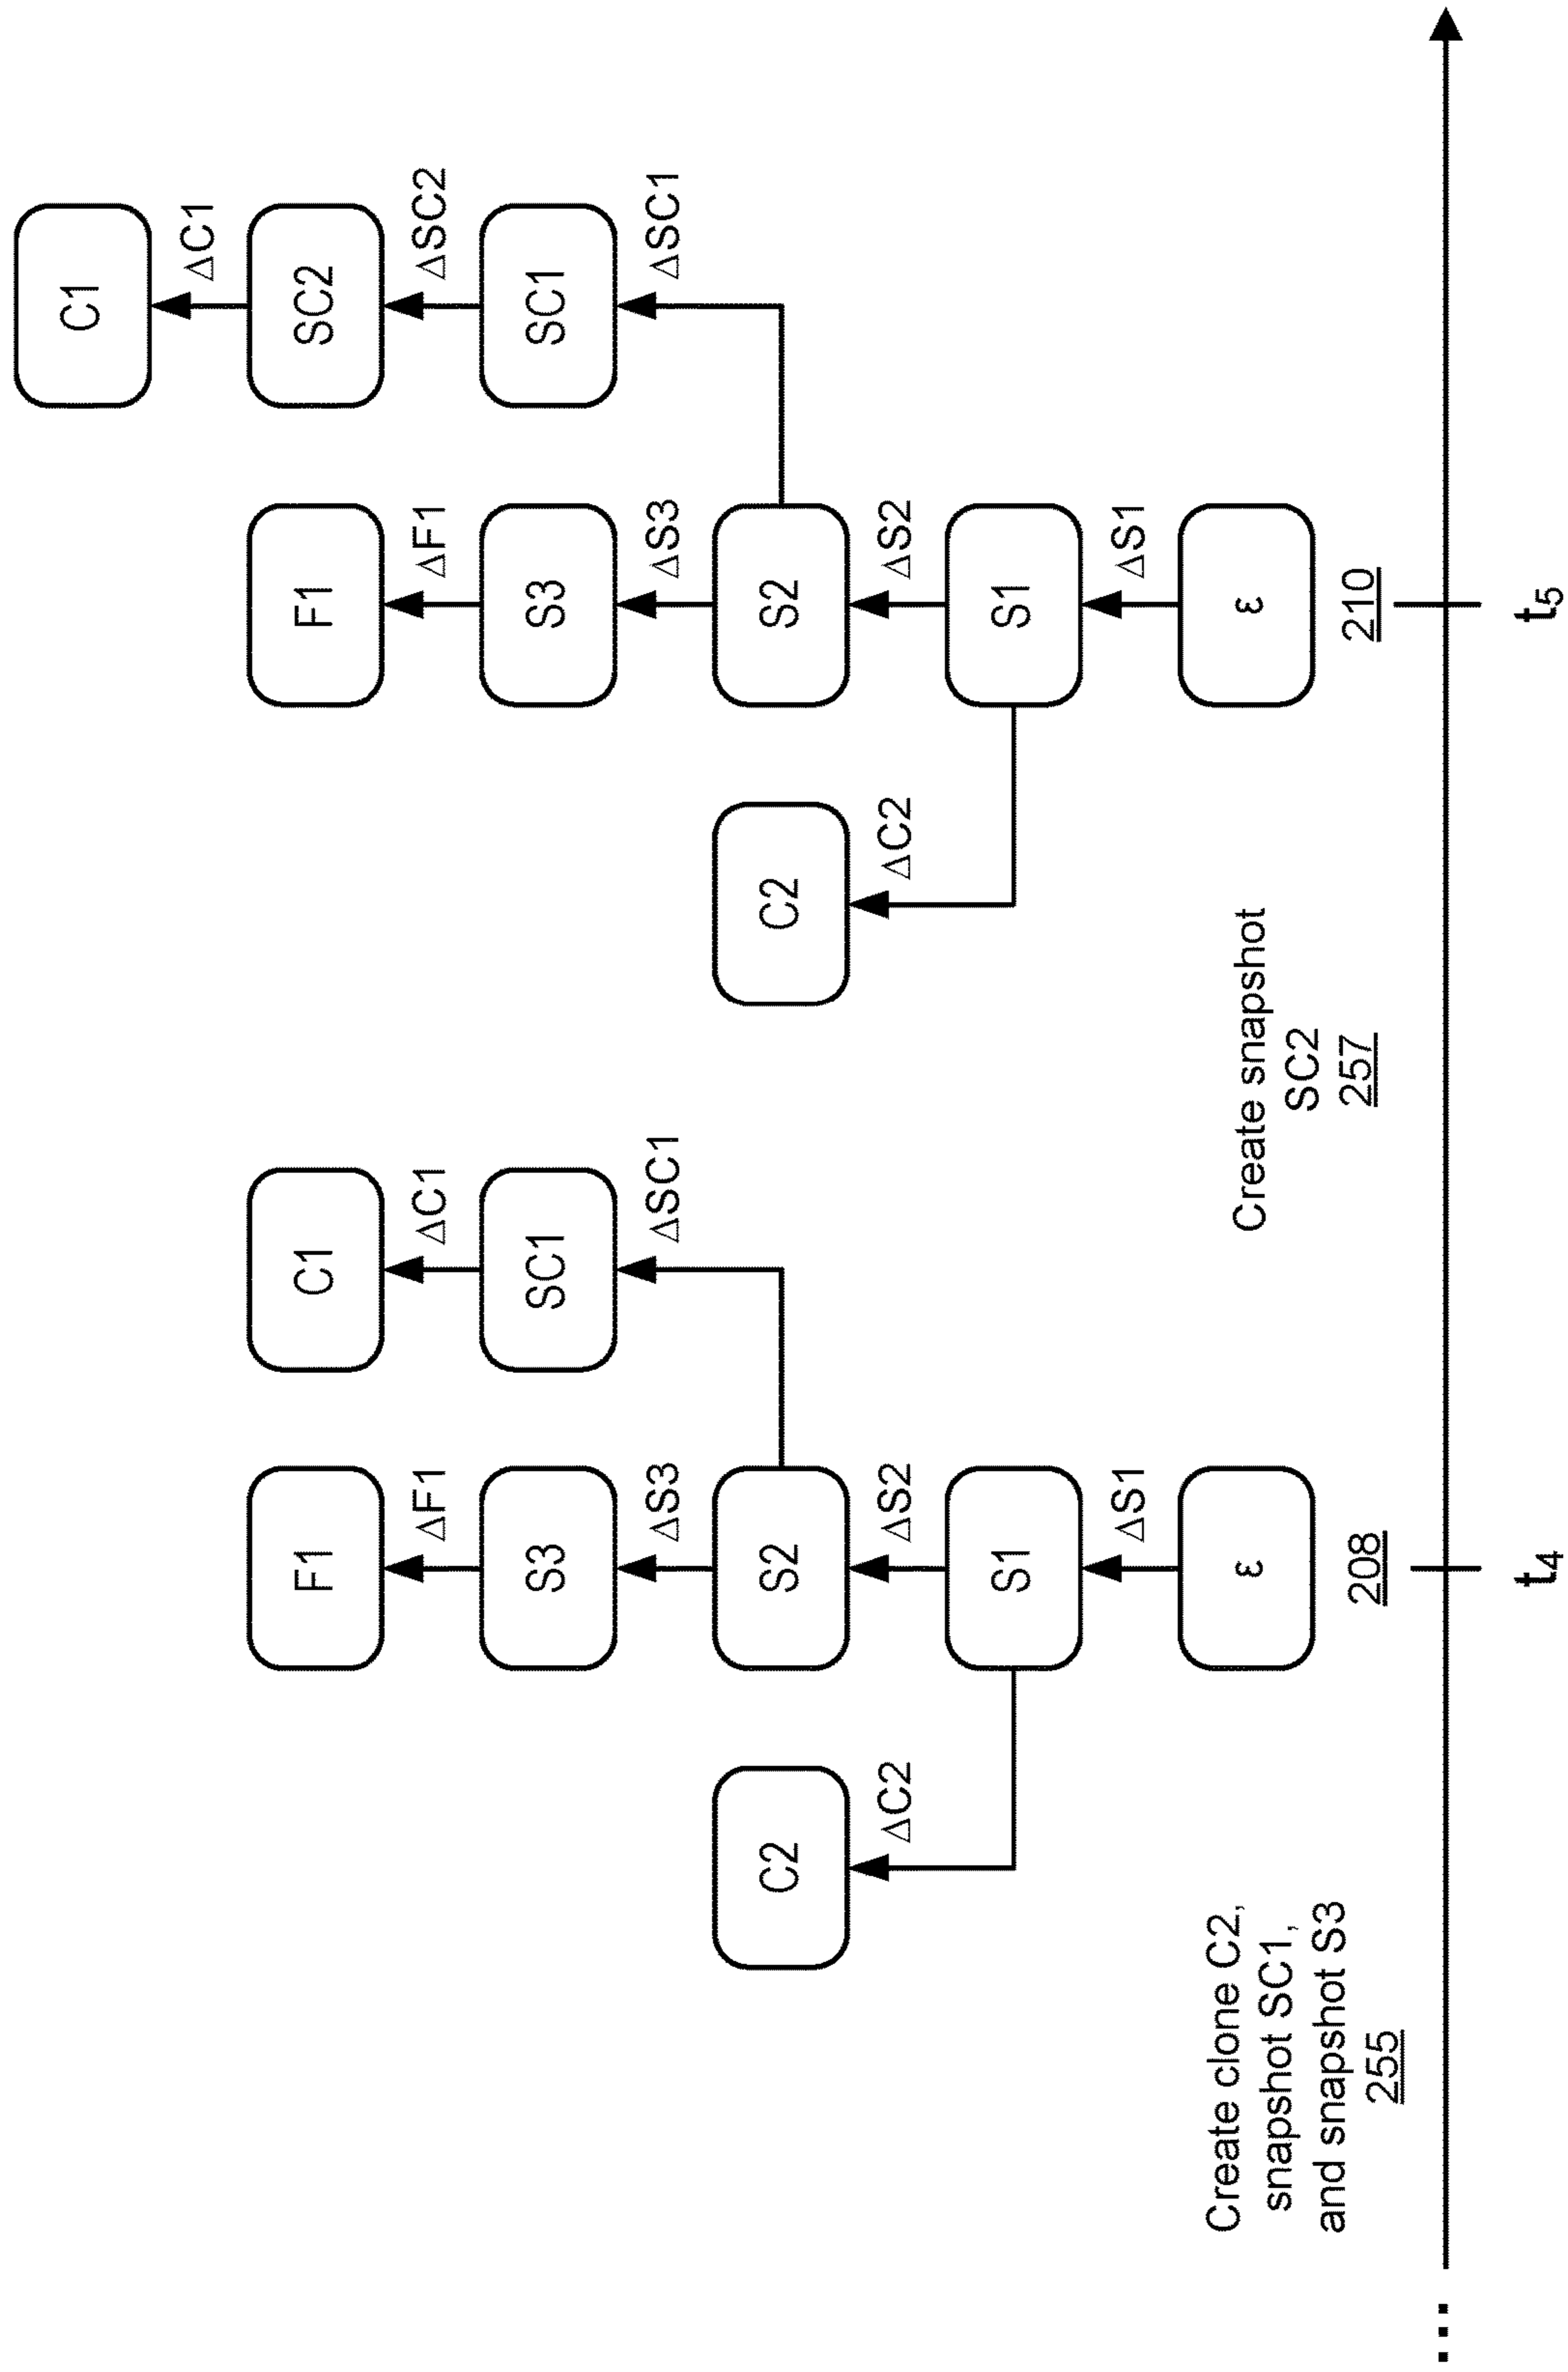 C1
ΔC1
F1
C1
SC2
ΔF1
ΔC1
ΔSC2
S3
SC1
S3
SC1
ΔS3
ΔSC1
ΔS3
ΔSC1
C2
S2
C2
S2
ΔC2
ΔS2
ΔC2
ΔS2
S1
S1
ΔS1
ΔS1
Create clone C2,
snapshot SC1,
and snapshot S3
255
ε
208
Create snapshot
SC2
257
F1
ΔF1
ε
210
...
t4
t5